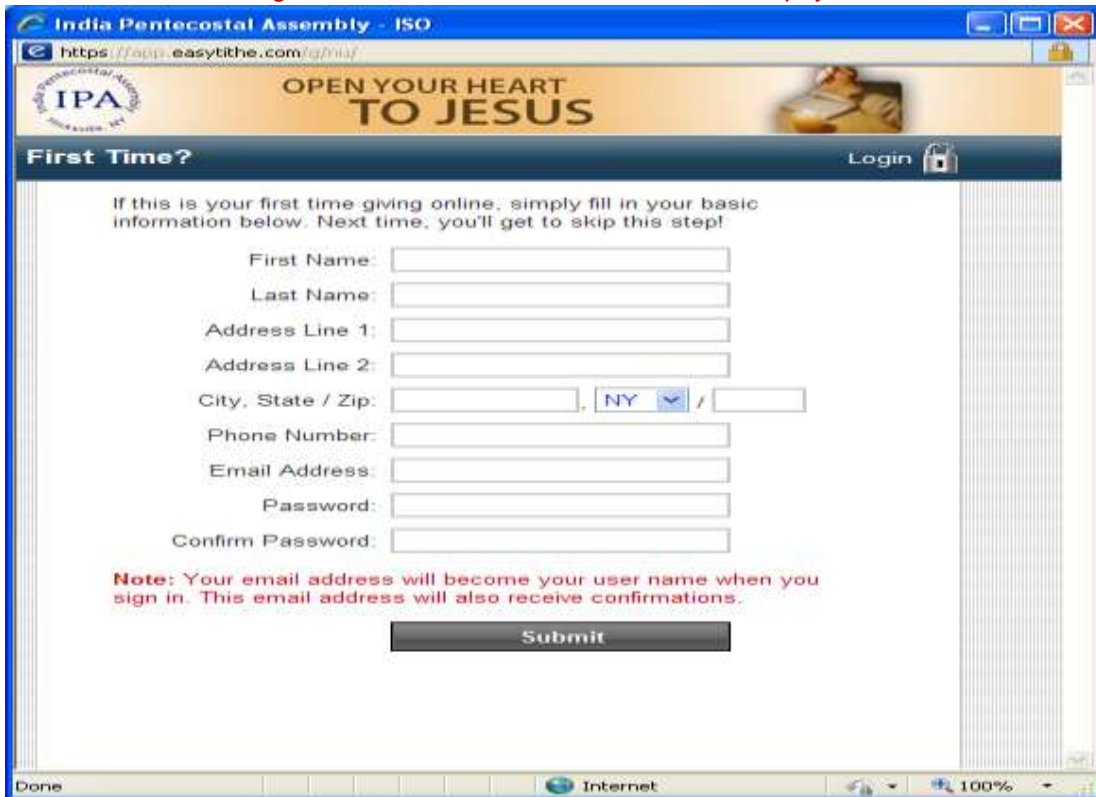 India Pentecostal Assembly - ISO
https://app.easytithe.com/g/niu/
IPA
OPEN YOUR HEART
TO JESUS
First Time?
Login
If this is your first time giving online, simply fill in your basic
information below. Next time, you'll get to skip this step!
First Name:
Last Name:
Address Line 1:
Address Line 2:
City, State / Zip: , NY /
Phone Number:
Email Address:
Password:
Confirm Password:
Note: Your email address will become your user name when you
sign in. This email address will also receive confirmations.
Submit
Done Internet 100%